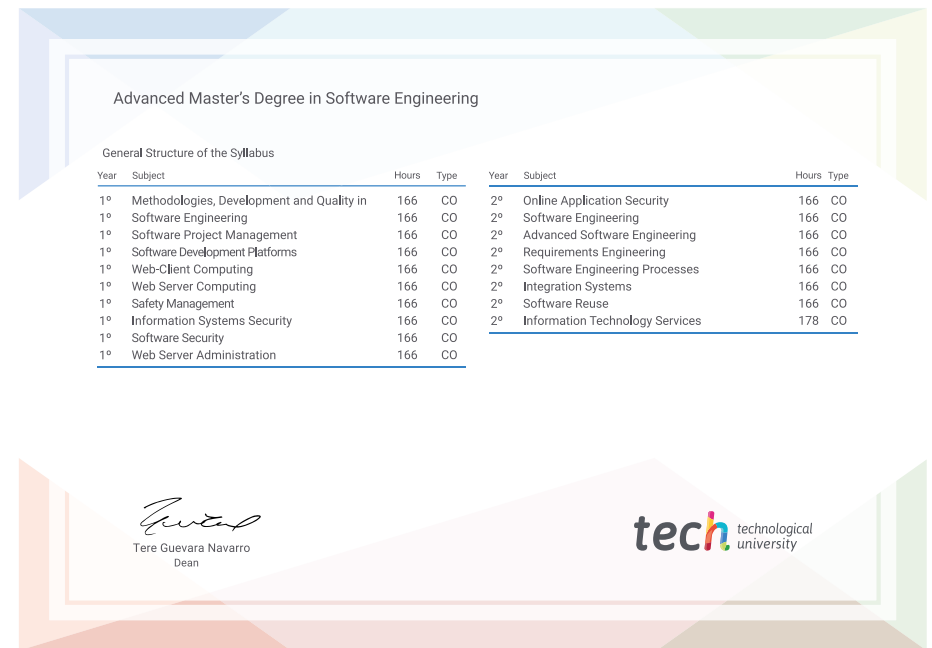 Advanced Master's Degree in Software Engineering
General Structure of the Syllabus
Year Subject Hours Type
1º Methodologies, Development and Quality in 166 CO
1º Software Engineering 166 CO
1º Software Project Management 166 CO
1º Software Development Platforms 166 CO
1º Web-Client Computing 166 CO
1º Web Server Computing 166 CO
1º Safety Management 166 CO
1º Information Systems Security 166 CO
1º Software Security 166 CO
1º Web Server Administration 166 CO
Year Subject Hours Type
2º Online Application Security 166 CO
2º Software Engineering 166 CO
2º Advanced Software Engineering 166 CO
2º Requirements Engineering 166 CO
2º Software Engineering Processes 166 CO
2º Integration Systems 166 CO
2º Software Reuse 166 CO
2º Information Technology Services 178 CO
Tere Guevara Navarro
Dean
tech technological
university